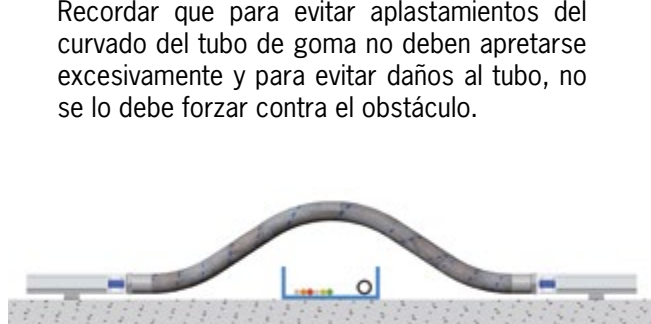 Recordar que para evitar aplastamientos del
curvado del tubo de goma no deben apretarse
excesivamente y para evitar daños al tubo, no
se lo debe forzar contra el obstáculo.